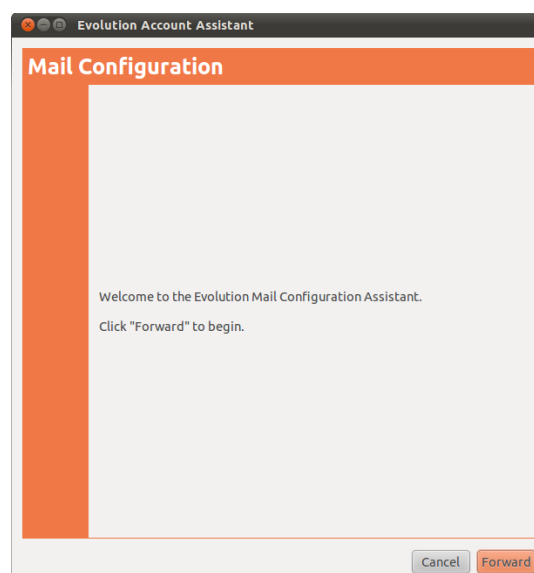 Evolution Account Assistant
Mail Configuration
Welcome to the Evolution Mail Configuration Assistant.
Click "Forward" to begin.
Cancel Forward